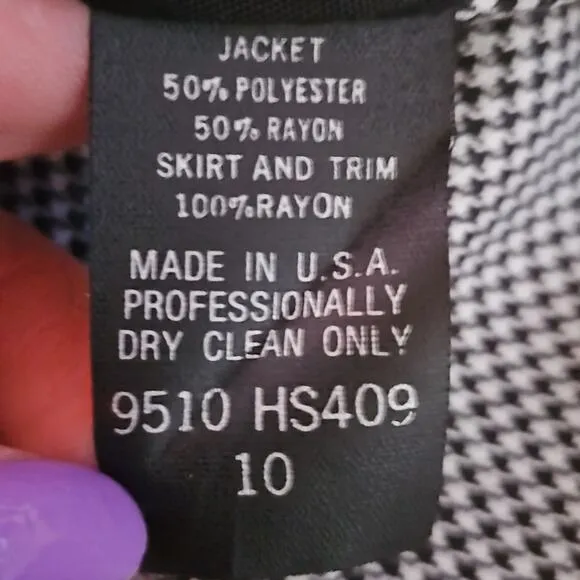 JACKET
50% POLYESTER
50% RAYON
SKIRT AND TRIM
100% RAYON
MADE IN U.S.A.
PROFESSIONALLY
DRY CLEAN ONLY
9510 HS409
10